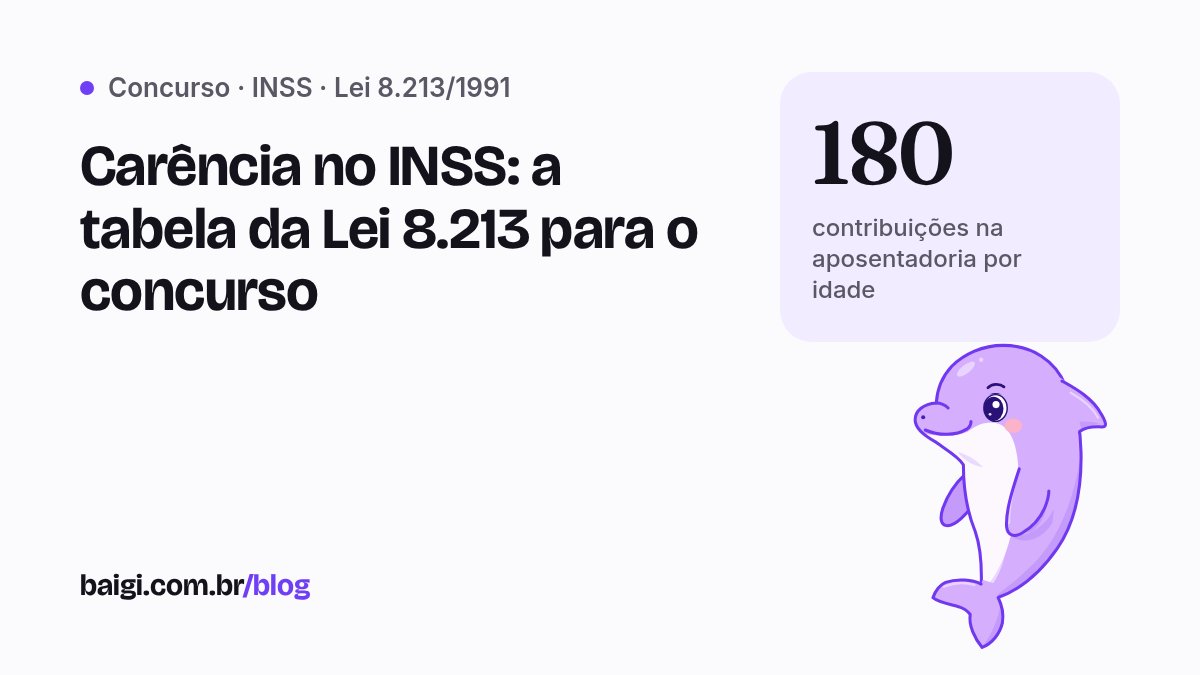 Concurso · INSS · Lei 8.213/1991
Carência no INSS: a
tabela da Lei 8.213 para o
concurso
180
contribuições na
aposentadoria por
idade
baigi.com.br/blog